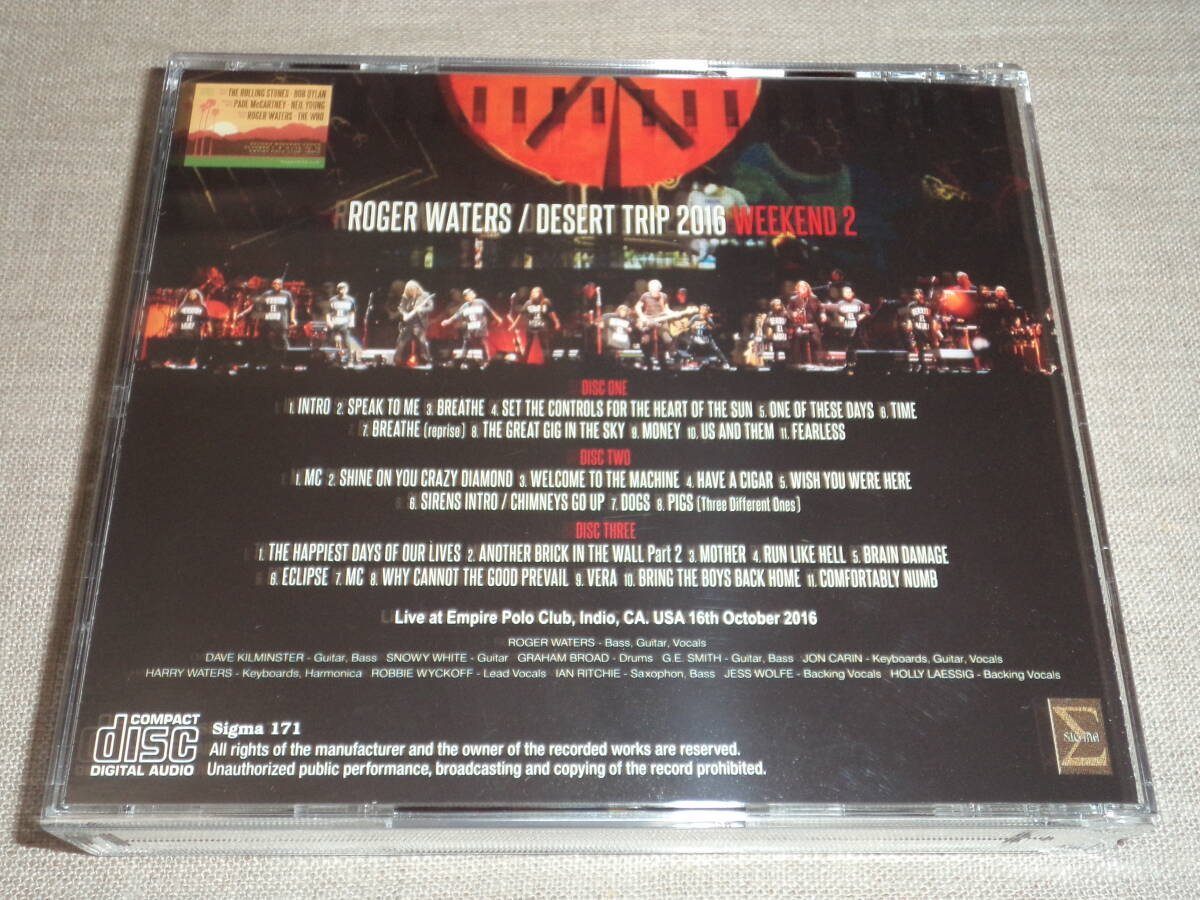 THE ROLLING STONES · BOB DYLAN
PAUL McCARTNEY · NEIL YOUNG
ROGER WATERS · THE WHO
ROGER WATERS / DESERT TRIP 2016 WEEKEND 2
DISC ONE
1. INTRO 2. SPEAK TO ME 3. BREATHE 4. SET THE CONTROLS FOR THE HEART OF THE SUN 5. ONE OF THESE DAYS 6. TIME
7. BREATHE (reprise) 8. THE GREAT GIG IN THE SKY 9. MONEY 10. US AND THEM 11. FEARLESS
DISC TWO
1. MC 2. SHINE ON YOU CRAZY DIAMOND 3. WELCOME TO THE MACHINE 4. HAVE A CIGAR 5. WISH YOU WERE HERE
6. SIRENS INTRO / CHIMNEYS GO UP 7. DOGS 8. PIGS (Three Different Ones)
DISC THREE
1. THE HAPPIEST DAYS OF OUR LIVES 2. ANOTHER BRICK IN THE WALL Part 2 3. MOTHER 4. RUN LIKE HELL 5. BRAIN DAMAGE
6. ECLIPSE 7. MC 8. WHY CANNOT THE GOOD PREVAIL 9. VERA 10. BRING THE BOYS BACK HOME 11. COMFORTABLY NUMB
Live at Empire Polo Club, Indio, CA. USA 16th October 2016
ROGER WATERS - Bass, Guitar, Vocals
DAVE KILMINSTER - Guitar, Bass SNOWY WHITE - Guitar GRAHAM BROAD - Drums G.E. SMITH - Guitar, Bass JON CARIN - Keyboards, Guitar, Vocals
HARRY WATERS - Keyboards, Harmonica ROBBIE WYCKOFF - Lead Vocals IAN RITCHIE - Saxophon, Bass JESS WOLFE - Backing Vocals HOLLY LAESSIG - Backing Vocals
COMPACT
disc
DIGITAL AUDIO
Sigma 171
All rights of the manufacturer and the owner of the recorded works are reserved.
Unauthorized public performance, broadcasting and copying of the record prohibited.
Σ
SIGMA